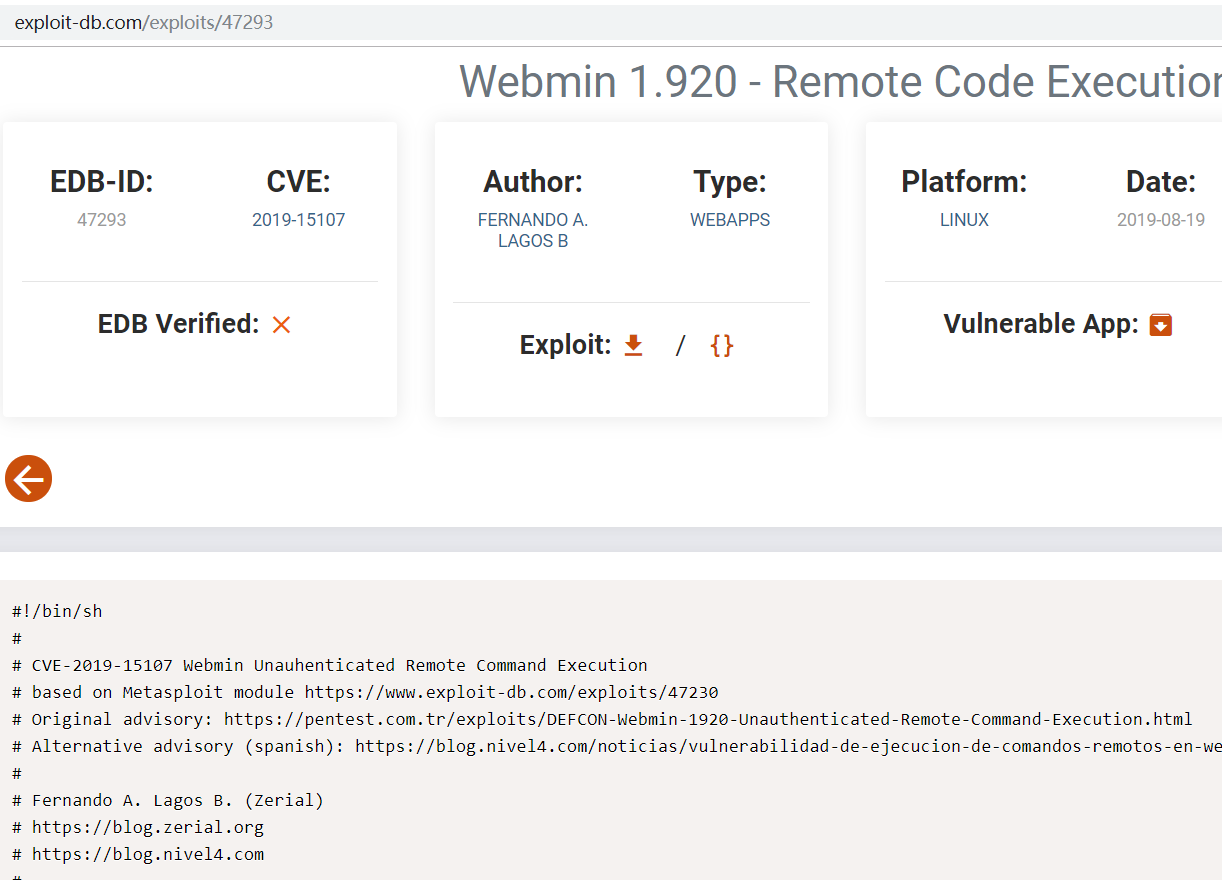 exploit-db.com/exploits/47293
Webmin 1.920 - Remote Code Execution
EDB-ID:
47293
CVE:
2019-15107
EDB Verified:
Author:
FERNANDO A.
LAGOS B
Type:
WEBAPPS
Exploit:
/
{}
Platform:
LINUX
Date:
2019-08-19
Vulnerable App:
#!/bin/sh
#
# CVE-2019-15107 Webmin Unauhenticated Remote Command Execution
# based on Metasploit module https://www.exploit-db.com/exploits/47230
# Original advisory: https://pentest.com.tr/exploits/DEFCON-Webmin-1920-Unauthenticated-Remote-Command-Execution.html
# Alternative advisory (spanish): https://blog.nivel4.com/noticias/vulnerabilidad-de-ejecucion-de-comandos-remotos-en-we
#
# Fernando A. Lagos B. (Zerial)
# https://blog.zerial.org
# https://blog.nivel4.com
#